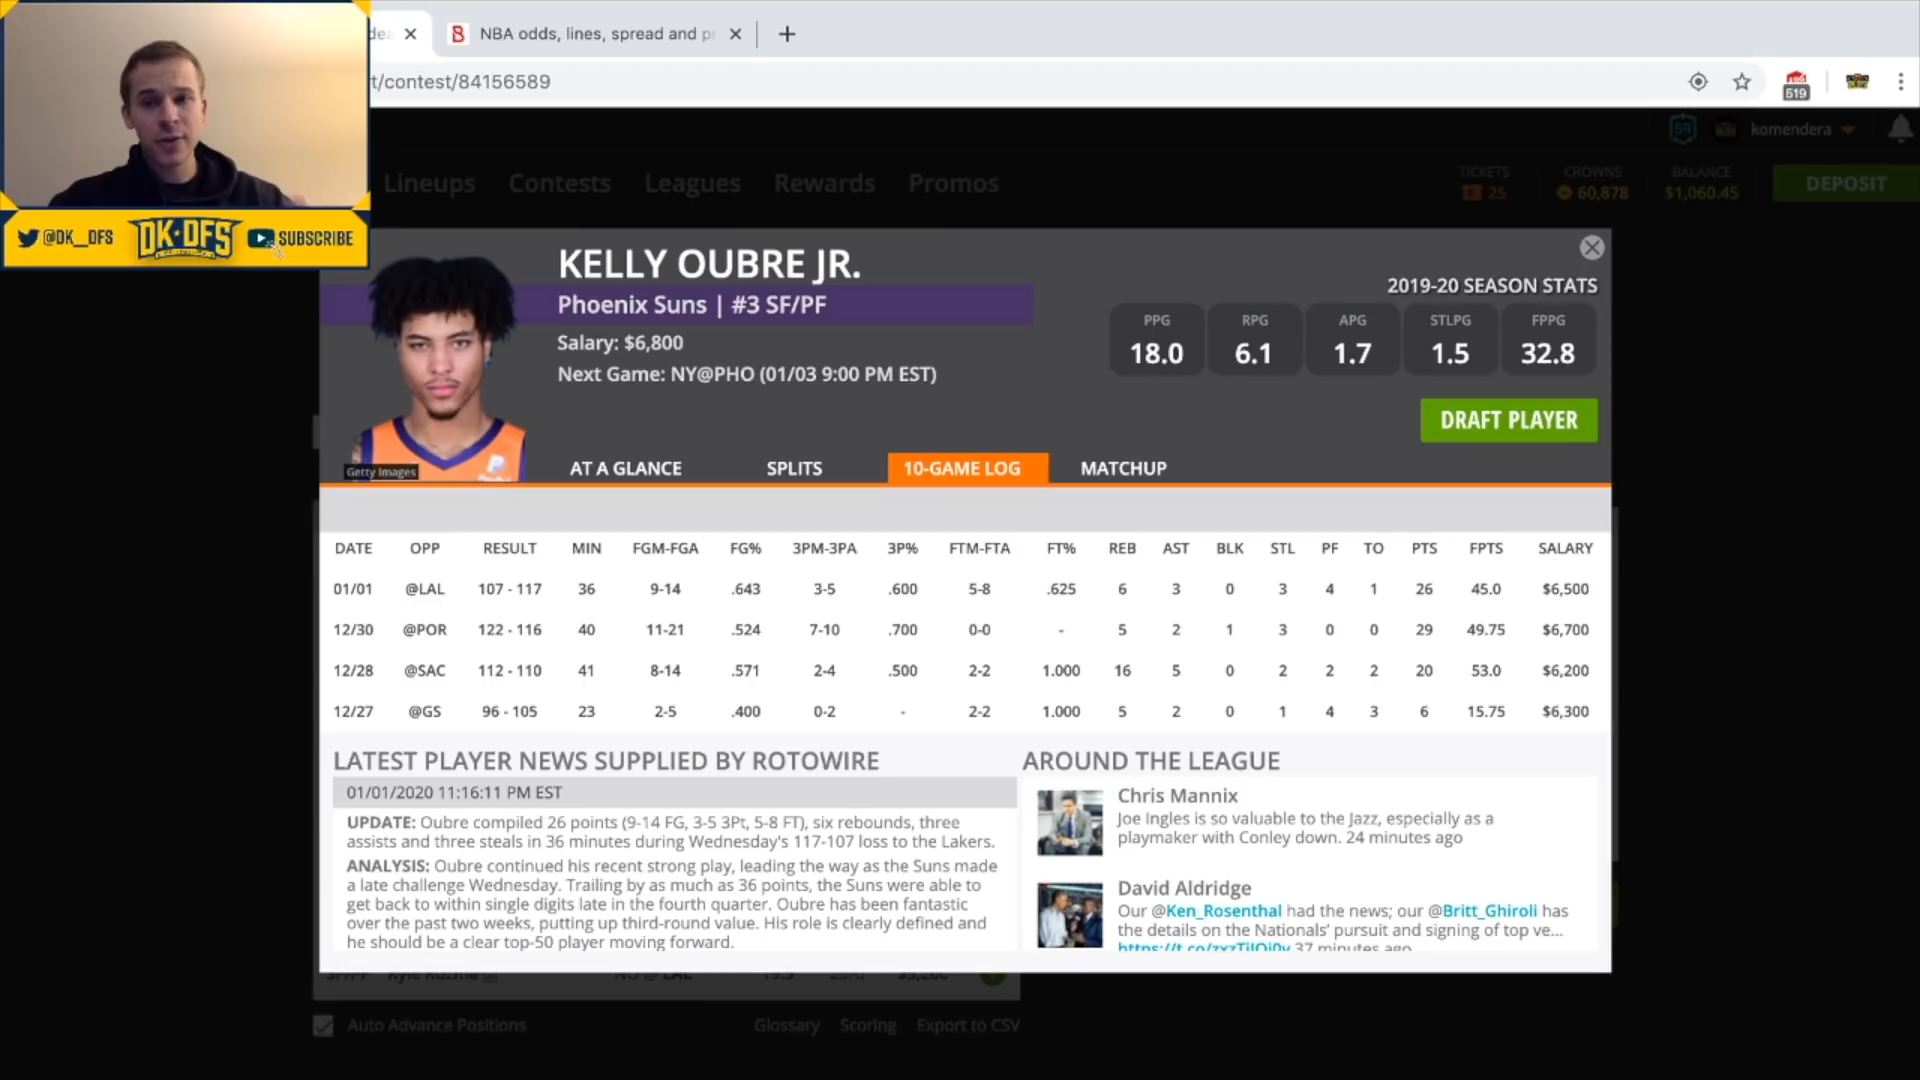 NBA odds, lines, spread and
t/contest/84156589
519
komendera
Lineups Contests Leagues Rewards Promos
TICKETS CROWNS BALANCE
25 60,878 $1,060.45
DEPOSIT
@DK__DFS DK DFS SUBSCRIBE
KELLY OUBRE JR.
Phoenix Suns | #3 SF/PF
Salary: $6,800
Next Game: NY@PHO (01/03 9:00 PM EST)
2019-20 SEASON STATS
PPG RPG APG STLPG FPPG
18.0 6.1 1.7 1.5 32.8
DRAFT PLAYER
Getty Images
AT A GLANCE SPLITS 10-GAME LOG MATCHUP
DATE OPP RESULT MIN FGM-FGA FG% 3PM-3PA 3P% FTM-FTA FT% REB AST BLK STL PF TO PTS FPTS SALARY
01/01 @LAL 107 - 117 36 9-14 .643 3-5 .600 5-8 .625 6 3 0 3 4 1 26 45.0 $6,500
12/30 @POR 122 - 116 40 11-21 .524 7-10 .700 0-0 - 5 2 1 3 0 0 29 49.75 $6,700
12/28 @SAC 112 - 110 41 8-14 .571 2-4 .500 2-2 1.000 16 5 0 2 2 2 20 53.0 $6,200
12/27 @GS 96 - 105 23 2-5 .400 0-2 - 2-2 1.000 5 2 0 1 4 3 6 15.75 $6,300
LATEST PLAYER NEWS SUPPLIED BY ROTOWIRE
01/01/2020 11:16:11 PM EST
UPDATE: Oubre compiled 26 points (9-14 FG, 3-5 3Pt, 5-8 FT), six rebounds, three
assists and three steals in 36 minutes during Wednesday's 117-107 loss to the Lakers.
ANALYSIS: Oubre continued his recent strong play, leading the way as the Suns made
a late challenge Wednesday. Trailing by as much as 36 points, the Suns were able to
get back to within single digits late in the fourth quarter. Oubre has been fantastic
over the past two weeks, putting up third-round value. His role is clearly defined and
he should be a clear top-50 player moving forward.
AROUND THE LEAGUE
Chris Mannix
Joe Ingles is so valuable to the Jazz, especially as a
playmaker with Conley down. 24 minutes ago
David Aldridge
Our @Ken_Rosenthal had the news; our @Britt_Ghiroli has
the details on the Nationals' pursuit and signing of top ve...
37 minutes ago
Kyle Kuzma
Auto Advance Positions Glossary Scoring Export to CSV